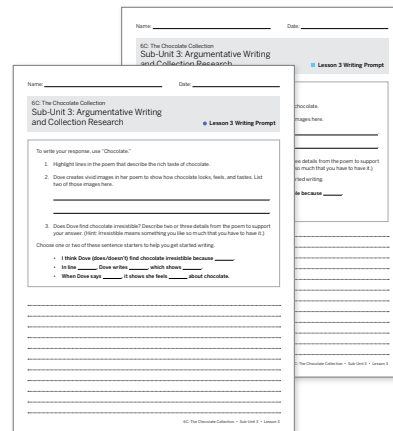 Name: Date:
6C: The Chocolate Collection
Sub-Unit 3: Argumentative Writing
and Collection Research
Lesson 3 Writing Prompt
chocolate.
images here.
ree details from the poem to support
so much that you have to have it.)
rted writing.
le because ______.
6C: The Chocolate Collection • Sub-Unit 3 • Lesson 3
Name: Date:
6C: The Chocolate Collection
Sub-Unit 3: Argumentative Writing
and Collection Research
Lesson 3 Writing Prompt
To write your response, use "Chocolate."
1. Highlight lines in the poem that describe the rich taste of chocolate.
2. Dove creates vivid images in her poem to show how chocolate looks, feels, and tastes. List
two of those images here.
3. Does Dove find chocolate irresistible? Describe two or three details from the poem to support
your answer. (Hint: Irresistible means something you like so much that you have to have it.)
Choose one or two of these sentence starters to help you get started writing.
• I think Dove (does/doesn't) find chocolate irresistible because ______.
• In line ______, Dove writes ______, which shows ______.
• When Dove says ______, it shows she feels ______ about chocolate.
6C: The Chocolate Collection • Sub-Unit 3 • Lesson 3